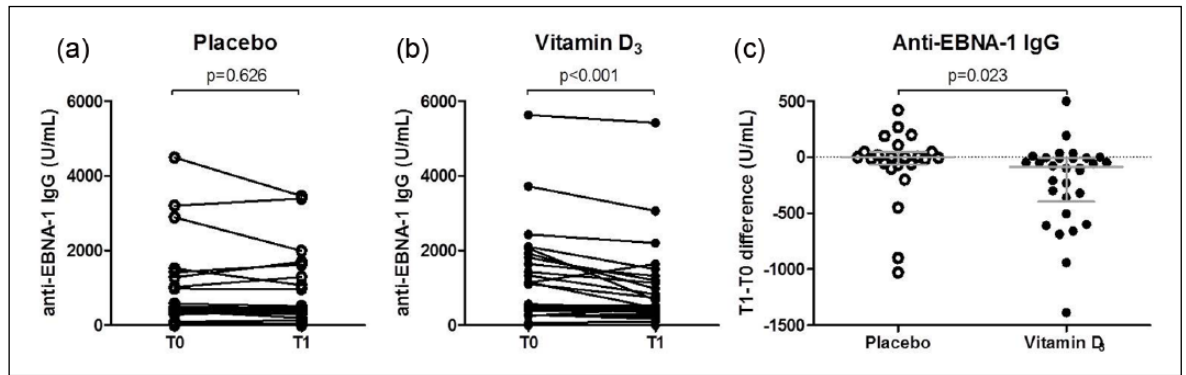 (a) Placebo
p=0.626
anti-EBNA-1 IgG (U/mL)
6000
4000
2000
0
T0 T1
(b) Vitamin D3
p<0.001
anti-EBNA-1 IgG (U/mL)
6000
4000
2000
0
T0 T1
(c) Anti-EBNA-1 IgG
p=0.023
T1-T0 difference (U/mL)
500
0
-500
-1000
-1500
Placebo Vitamin D3